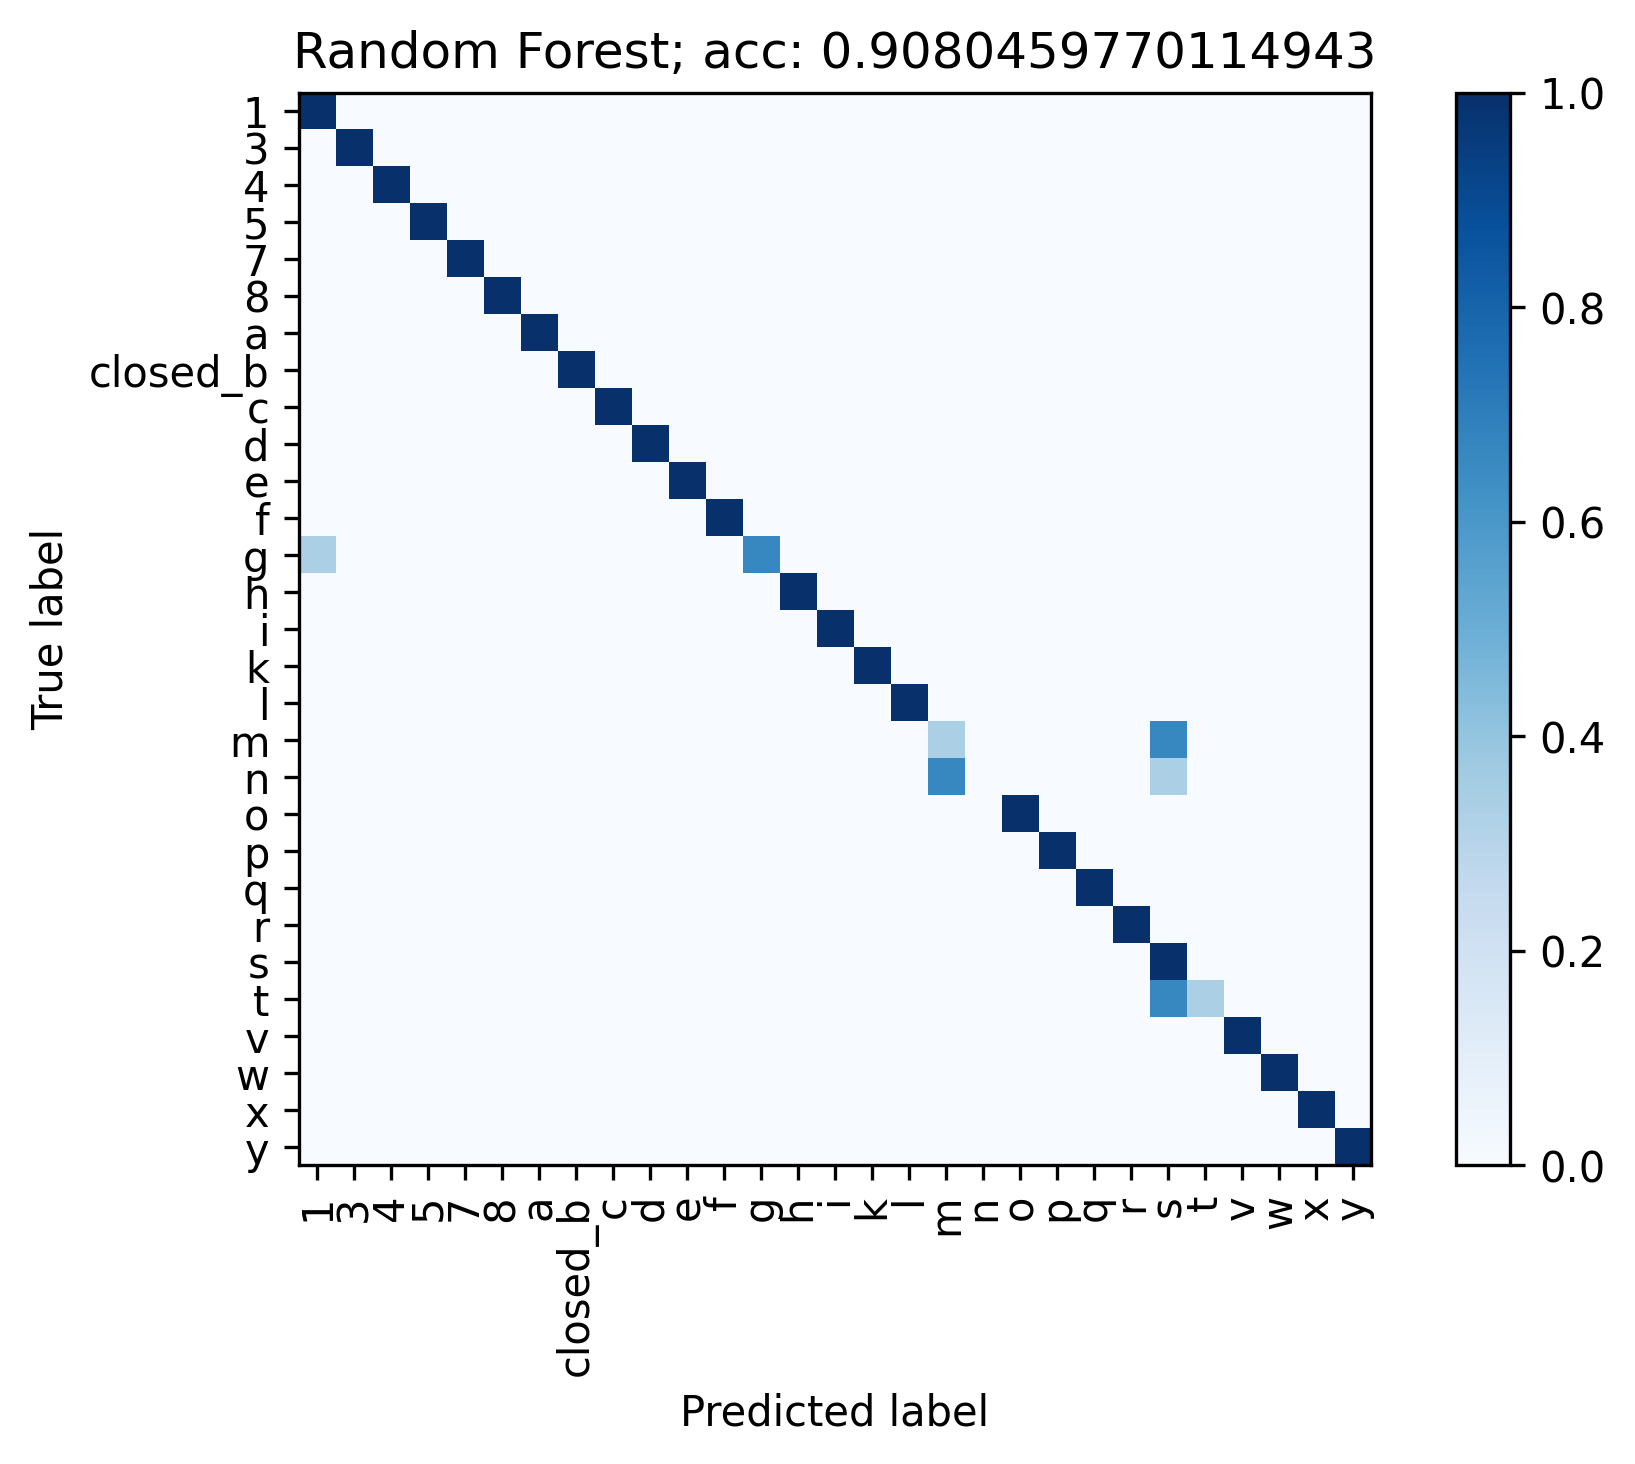 Random Forest; acc: 0.9080459770114943
True label
1
3
4
5
7
8
a
closed_b
c
d
e
f
g
h
i
k
l
m
n
o
p
q
r
s
t
v
w
x
y
1 3 4 5 7 8 a closed_b c d e f g h i k l m n o p q r s t v w x y
Predicted label
1.0
0.8
0.6
0.4
0.2
0.0